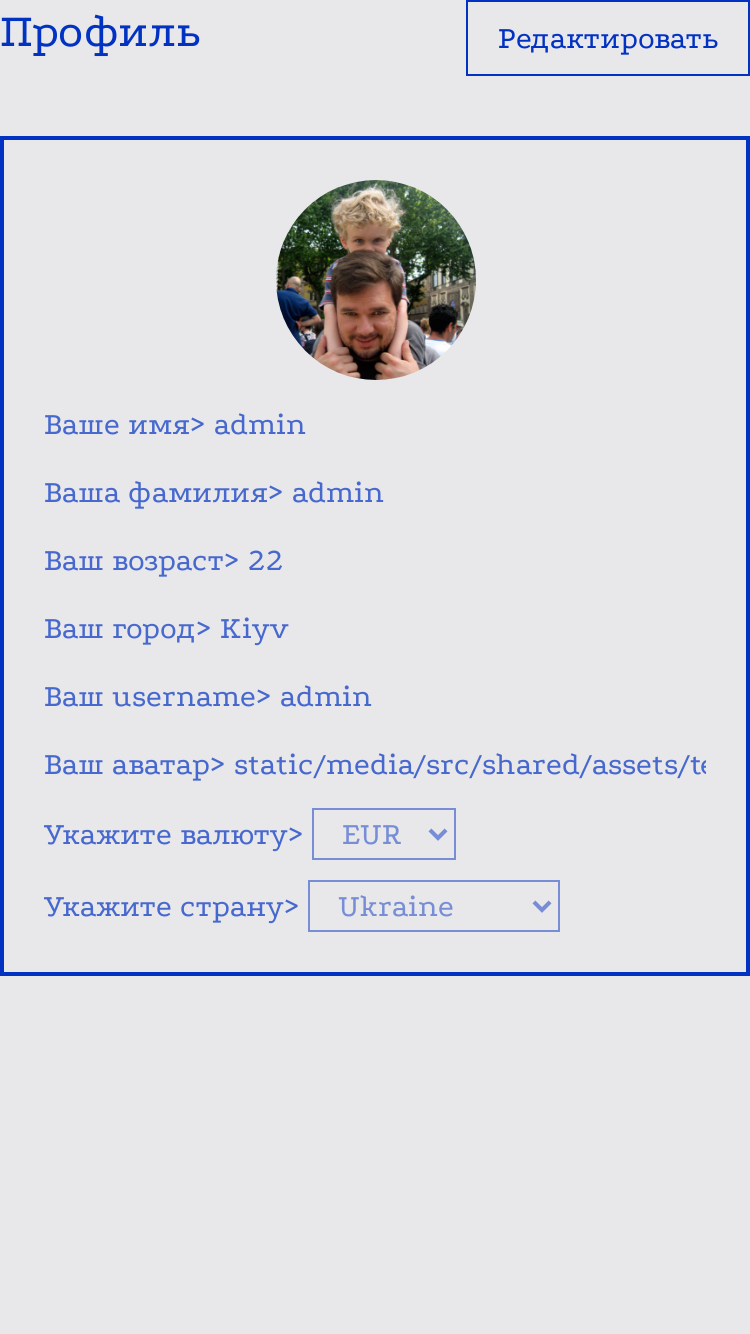 Профиль
Редактировать
Ваше имя> admin
Ваша фамилия> admin
Ваш возраст> 22
Ваш город> Kiyv
Ваш username> admin
Ваш аватар> static/media/src/shared/assets/te
Укажите валюту> EUR
Укажите страну> Ukraine